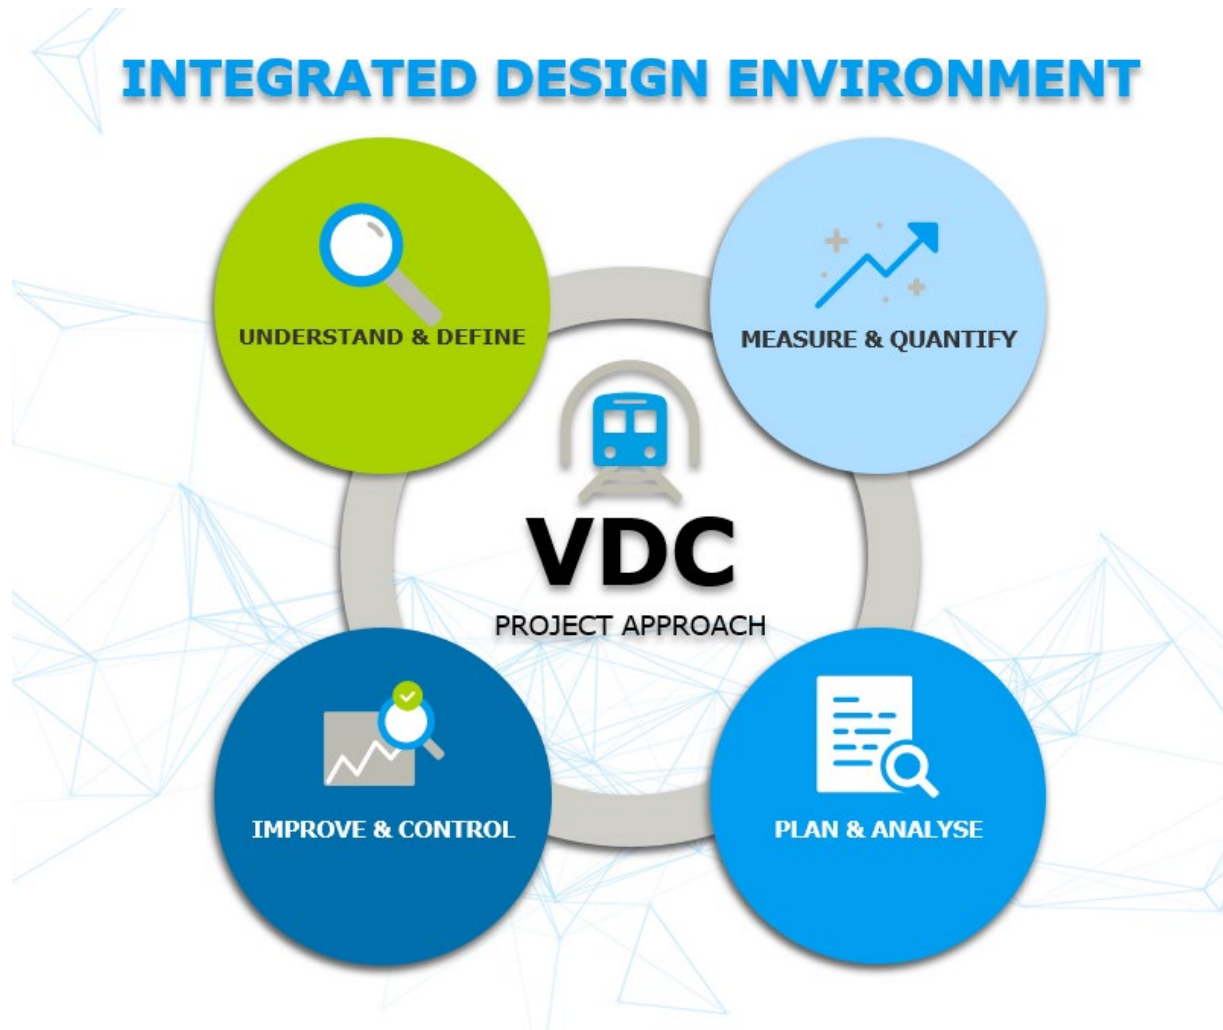 INTEGRATED DESIGN ENVIRONMENT
UNDERSTAND & DEFINE
MEASURE & QUANTIFY
VDC
PROJECT APPROACH
IMPROVE & CONTROL
PLAN & ANALYSE